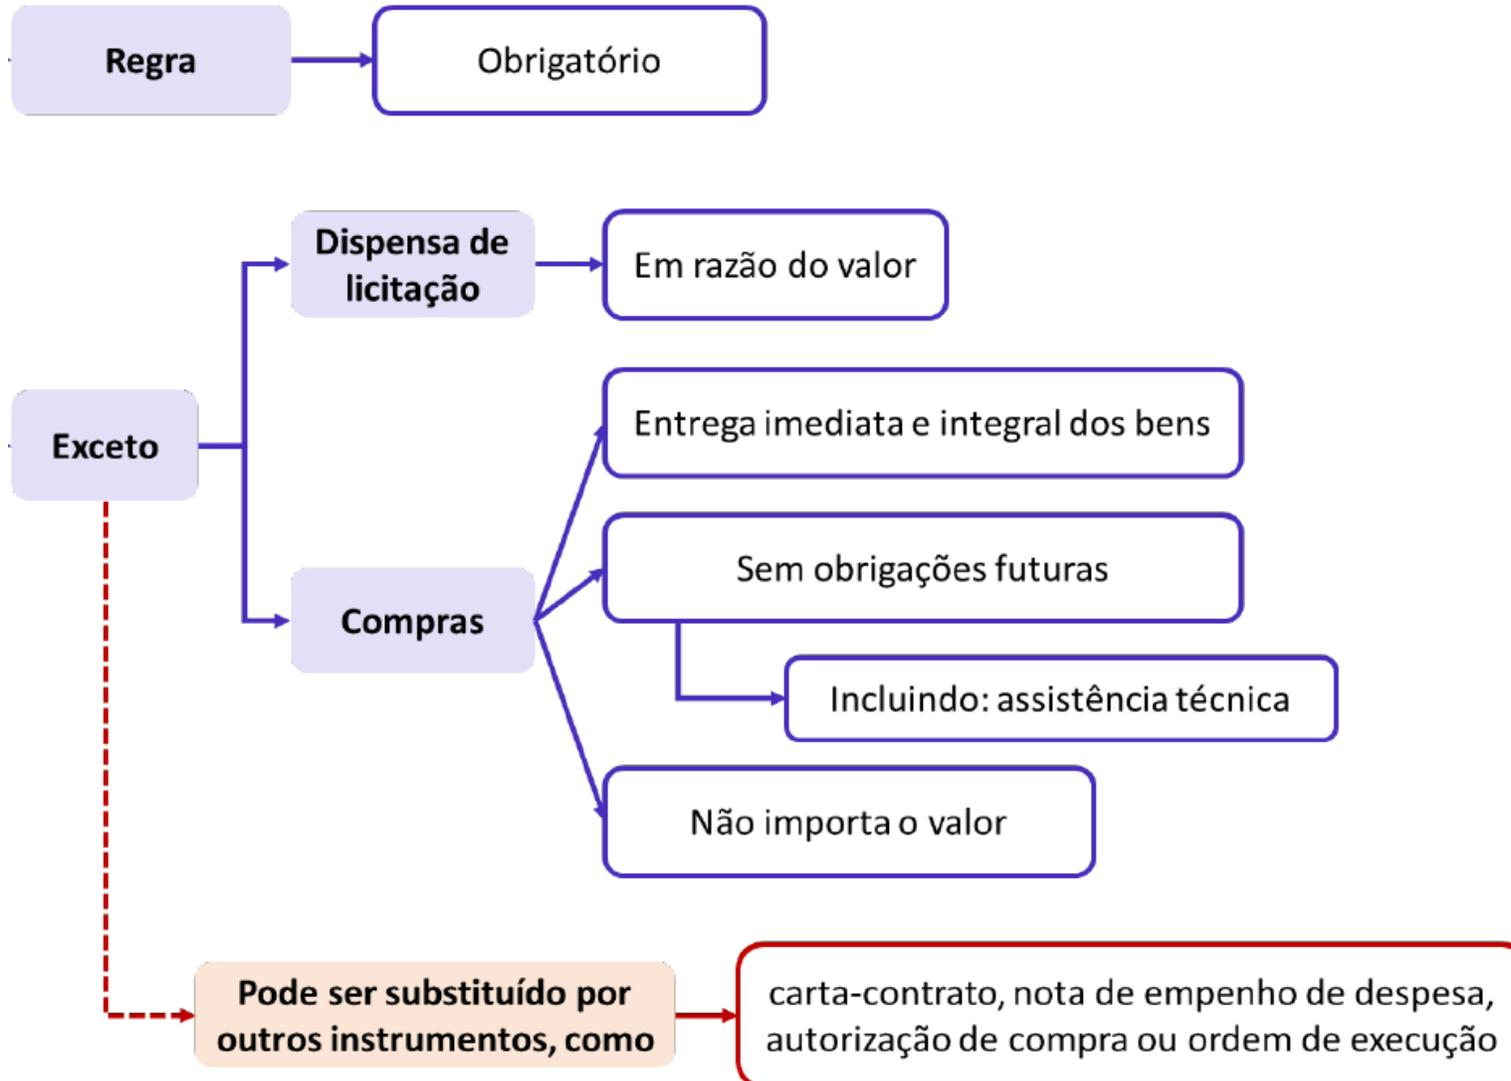 Regra
Obrigatório
Dispensa de
licitação
Em razão do valor
Exceto
Entrega imediata e integral dos bens
Sem obrigações futuras
Compras
Incluindo: assistência técnica
Não importa o valor
Pode ser substituído por
outros instrumentos, como
carta-contrato, nota de empenho de despesa,
autorização de compra ou ordem de execução